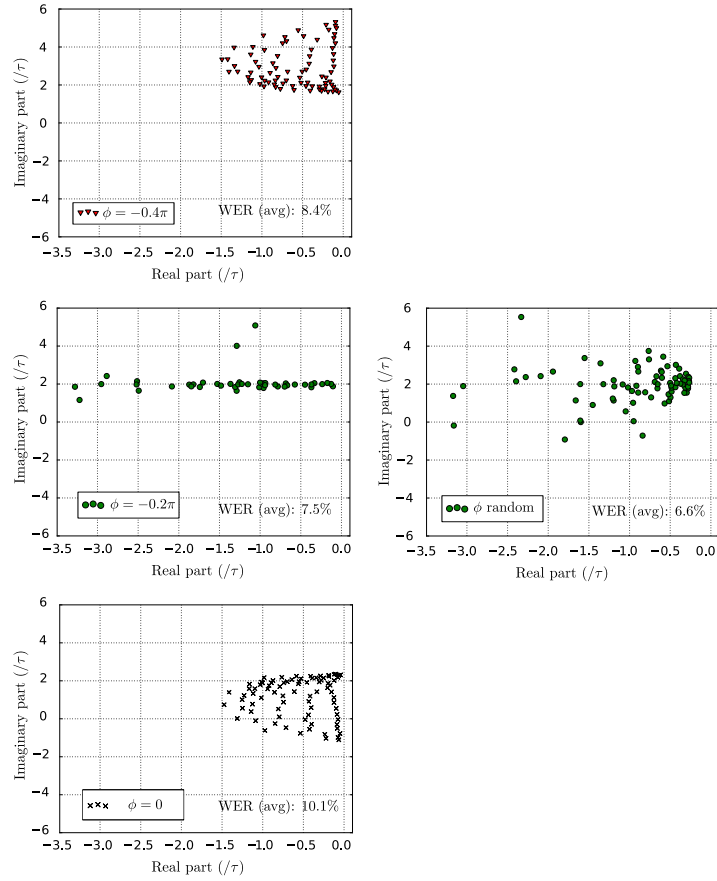 6
4
2
0
2
4
6
Imaginary part (/τ)
ϕ = −0.4π
WER (avg): 8.4%
−3.5 −3.0 −2.5 −2.0 −1.5 −1.0 −0.5 0.0
Real part (/τ)
6
4
2
0
2
4
6
Imaginary part (/τ)
ϕ = −0.2π
WER (avg): 7.5%
−3.5 −3.0 −2.5 −2.0 −1.5 −1.0 −0.5 0.0
Real part (/τ)
6
4
2
0
2
4
6
Imaginary part (/τ)
ϕ random
WER (avg): 6.6%
−3.5 −3.0 −2.5 −2.0 −1.5 −1.0 −0.5 0.0
Real part (/τ)
6
4
2
0
2
4
6
Imaginary part (/τ)
ϕ = 0
WER (avg): 10.1%
−3.5 −3.0 −2.5 −2.0 −1.5 −1.0 −0.5 0.0
Real part (/τ)